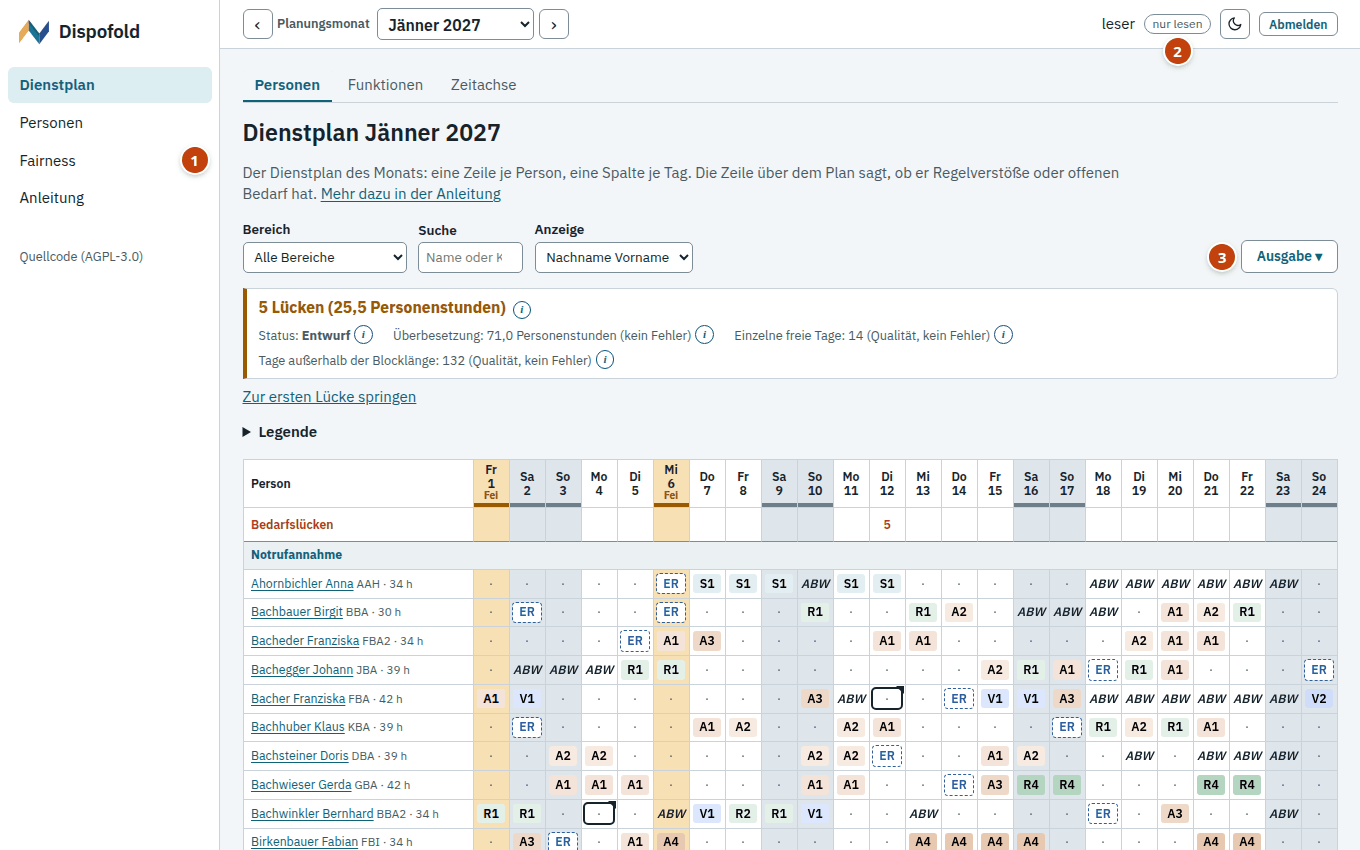 Dispofold
Dienstplan
Personen
Fairness
1
Anleitung
Quellcode (AGPL-3.0)
‹ Planungsmonat Jänner 2027 ›
leser nur lesen Abmelden
2
Personen Funktionen Zeitachse
Dienstplan Jänner 2027
Der Dienstplan des Monats: eine Zeile je Person, eine Spalte je Tag. Die Zeile über dem Plan sagt, ob er Regelverstöße oder offenen
Bedarf hat. Mehr dazu in der Anleitung
Bereich Suche Anzeige
Alle Bereiche Name oder K Nachname Vorname
3 Ausgabe ▾
5 Lücken (25,5 Personenstunden) i
Status: Entwurf i Überbesetzung: 71,0 Personenstunden (kein Fehler) i Einzelne freie Tage: 14 (Qualität, kein Fehler) i
Tage außerhalb der Blocklänge: 132 (Qualität, kein Fehler) i
Zur ersten Lücke springen
▶ Legende
Person Fr 1 Fei Sa 2 So 3 Mo 4 Di 5 Mi 6 Fei Do 7 Fr 8 Sa 9 So 10 Mo 11 Di 12 Mi 13 Do 14 Fr 15 Sa 16 So 17 Mo 18 Di 19 Mi 20 Do 21 Fr 22 Sa 23 So 24
Bedarfslücken 5
Notrufannahme
Ahornbichler Anna AAH · 34 h · · · · · ER S1 S1 S1 ABW S1 S1 · · · · · ABW ABW ABW ABW ABW ABW ·
Bachbauer Birgit BBA · 30 h · ER · · · ER · · · R1 · · R1 A2 · ABW ABW ABW · A1 A2 R1 · ·
Bacheder Franziska FBA2 · 34 h · · · · ER A1 A3 · · · · A1 A1 · · · · · A2 A1 A1 · · ·
Bachegger Johann JBA · 39 h · ABW ABW ABW R1 R1 · · · · · · · · A2 R1 A1 ER R1 A1 · · · ER
Bacher Franziska FBA · 42 h A1 V1 · · · · · · · A3 ABW · · ER V1 V1 A3 ABW ABW ABW ABW ABW ABW V2
Bachhuber Klaus KBA · 39 h · ER · · · · A1 A2 · · A2 A1 · · · · ER R1 A2 R1 A1 · · ·
Bachsteiner Doris DBA · 39 h · · A2 A2 · · · · · A2 A2 ER · · A1 A2 · · ABW · ABW ABW ABW ·
Bachwieser Gerda GBA · 42 h · · A1 A1 A1 · · · · A1 A1 · · ER A3 R4 R4 · · · R4 R4 · ·
Bachwinkler Bernhard BBA2 · 34 h R1 R1 · · · ABW V1 R2 R1 V1 · · ABW · · · · ER · A3 · · ABW ·
Birkenbauer Fabian FBI · 34 h · A3 ER · A1 A4 · · · · · · A4 A4 A4 A4 · · · · A4 A4 · ·